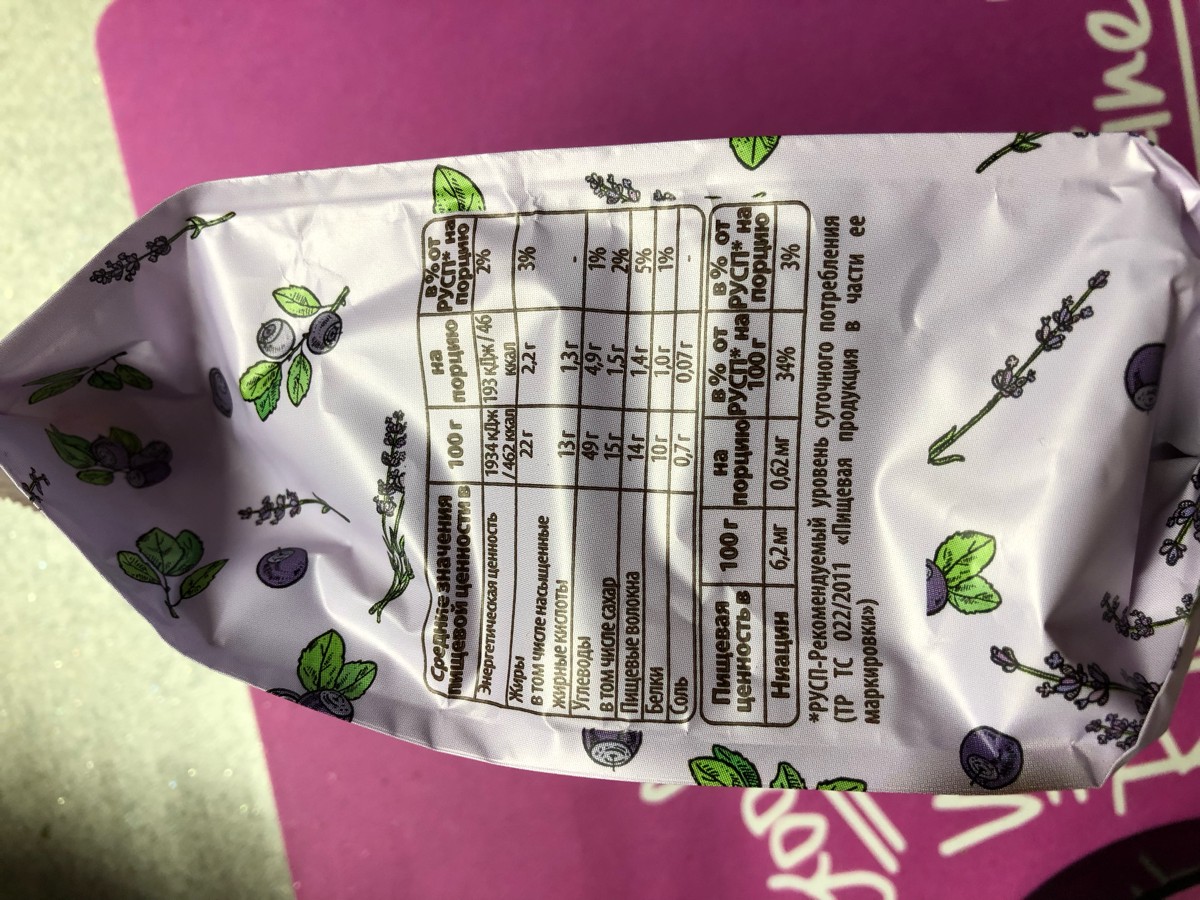 Средние значения пищевой ценности в | 100 г | на порцию | в % от РУСП* на порцию
Энергетическая ценность | 1934 кДж / 462 ккал | 193 кДж / 46 ккал | 2%
Жиры | 22 г | 2,2 г | 3%
в том числе насыщенные жирные кислоты | 13 г | 1,3 г | -
Углеводы | 49 г | 4,9 г | 1%
в том числе сахар | 15 г | 1,5 г | 2%
Пищевые волокна | 14 г | 1,4 г | 5%
Белки | 10 г | 1,0 г | 1%
Соль | 0,7 г | 0,07 г | -
Пищевая ценность в | 100 г | на порцию | в % от РУСП* на 100 г | в % от РУСП* на порцию
Ниацин | 6,2 мг | 0,62 мг | 34% | 3%
*РУСП-Рекомендуемый уровень суточного потребления
(ТР ТС 022/2011 «Пищевая продукция в части ее
маркировки»)